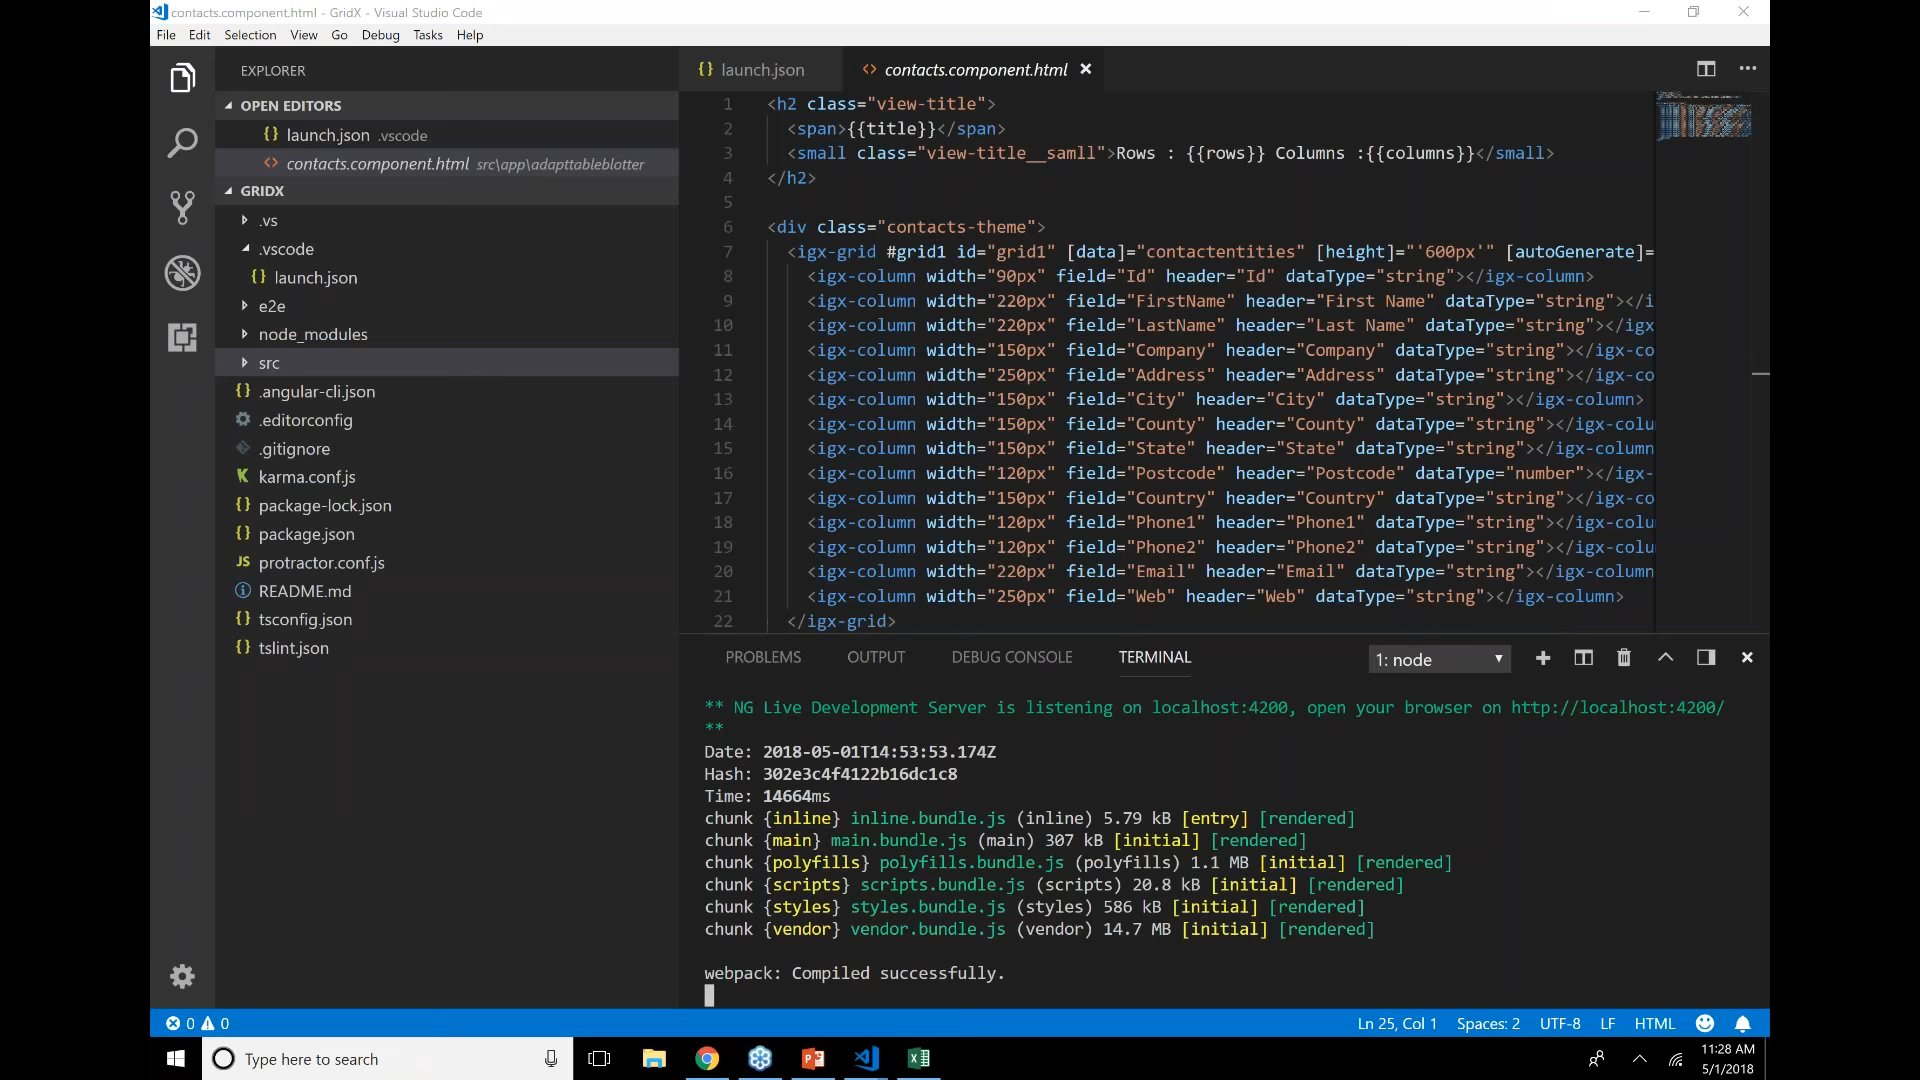 contacts.component.html - GridX - Visual Studio Code
File Edit Selection View Go Debug Tasks Help
EXPLORER
OPEN EDITORS
launch.json .vscode
contacts.component.html src\app\adapttableblotter
GRIDX
.vs
.vscode
launch.json
e2e
node_modules
src
.angular-cli.json
.editorconfig
.gitignore
karma.conf.js
package-lock.json
package.json
protractor.conf.js
README.md
tsconfig.json
tslint.json
launch.json contacts.component.html
1 <h2 class="view-title">
2 <span>{{title}}</span>
3 <small class="view-title__samll">Rows : {{rows}} Columns :{{columns}}</small>
4 </h2>
5
6 <div class="contacts-theme">
7 <igx-grid #grid1 id="grid1" [data]="contactentities" [height]="'600px'" [autoGenerate]=
8 <igx-column width="90px" field="Id" header="Id" dataType="string"></igx-column>
9 <igx-column width="220px" field="FirstName" header="First Name" dataType="string"></i
10 <igx-column width="220px" field="LastName" header="Last Name" dataType="string"></igx
11 <igx-column width="150px" field="Company" header="Company" dataType="string"></igx-co
12 <igx-column width="250px" field="Address" header="Address" dataType="string"></igx-co
13 <igx-column width="150px" field="City" header="City" dataType="string"></igx-column>
14 <igx-column width="150px" field="County" header="County" dataType="string"></igx-colu
15 <igx-column width="150px" field="State" header="State" dataType="string"></igx-column
16 <igx-column width="120px" field="Postcode" header="Postcode" dataType="number"></igx-
17 <igx-column width="150px" field="Country" header="Country" dataType="string"></igx-co
18 <igx-column width="120px" field="Phone1" header="Phone1" dataType="string"></igx-colu
19 <igx-column width="120px" field="Phone2" header="Phone2" dataType="string"></igx-colu
20 <igx-column width="220px" field="Email" header="Email" dataType="string"></igx-column
21 <igx-column width="250px" field="Web" header="Web" dataType="string"></igx-column>
22 </igx-grid>
PROBLEMS OUTPUT DEBUG CONSOLE TERMINAL 1: node
** NG Live Development Server is listening on localhost:4200, open your browser on http://localhost:4200/
**
Date: 2018-05-01T14:53:53.174Z
Hash: 302e3c4f4122b16dc1c8
Time: 14664ms
chunk {inline} inline.bundle.js (inline) 5.79 kB [entry] [rendered]
chunk {main} main.bundle.js (main) 307 kB [initial] [rendered]
chunk {polyfills} polyfills.bundle.js (polyfills) 1.1 MB [initial] [rendered]
chunk {scripts} scripts.bundle.js (scripts) 20.8 kB [initial] [rendered]
chunk {styles} styles.bundle.js (styles) 586 kB [initial] [rendered]
chunk {vendor} vendor.bundle.js (vendor) 14.7 MB [initial] [rendered]
webpack: Compiled successfully.
0 0 Ln 25, Col 1 Spaces: 2 UTF-8 LF HTML
Type here to search
11:28 AM
5/1/2018